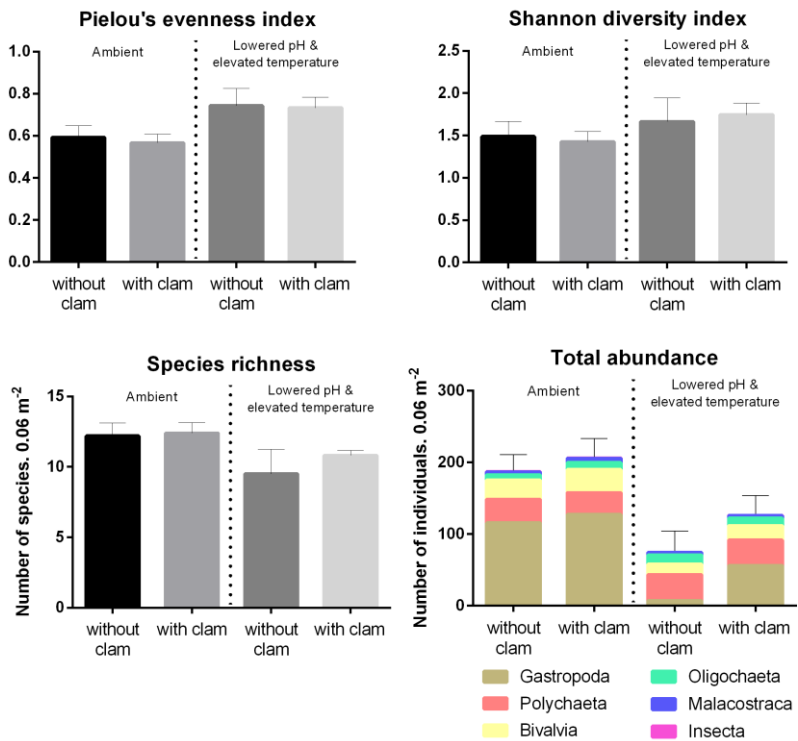 Pielou's evenness index
Ambient
Lowered pH &
elevated temperature
1.0
0.8
0.6
0.4
0.2
0.0
without
clam
with clam
without
clam
with clam
Shannon diversity index
Ambient
Lowered pH &
elevated temperature
2.5
2.0
1.5
1.0
0.5
0.0
without
clam
with clam
without
clam
with clam
Species richness
Number of species. 0.06 m-2
Ambient
Lowered pH &
elevated temperature
15
10
5
0
without
clam
with clam
without
clam
with clam
Total abundance
Number of individuals. 0.06 m-2
Ambient
Lowered pH &
elevated temperature
300
200
100
0
without
clam
with clam
without
clam
with clam
Gastropoda
Polychaeta
Bivalvia
Oligochaeta
Malacostraca
Insecta